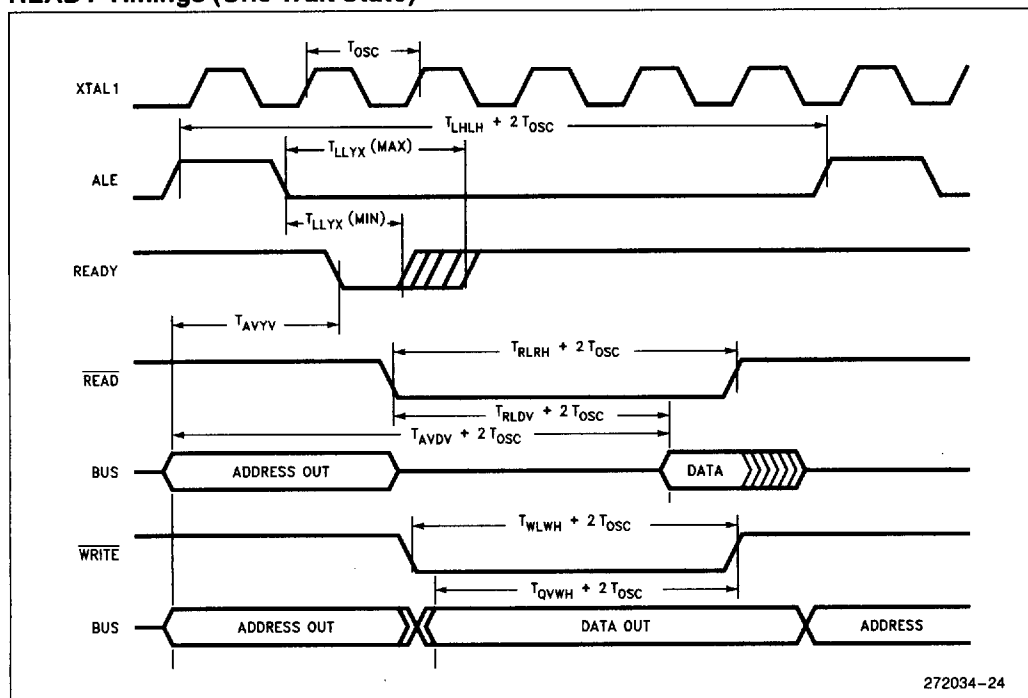 READY Timings (One Wait State)
TOSC
XTAL1
TLHLH + 2 TOSC
TLLYX (MAX)
ALE
TLLYX (MIN)
READY
TAVYV
TRLRH + 2 TOSC
READ
TRLDV + 2 TOSC
TAVDV + 2 TOSC
BUS
ADDRESS OUT
DATA
TWLWH + 2 TOSC
WRITE
TQVWH + 2 TOSC
BUS
ADDRESS OUT
DATA OUT
ADDRESS
272034-24